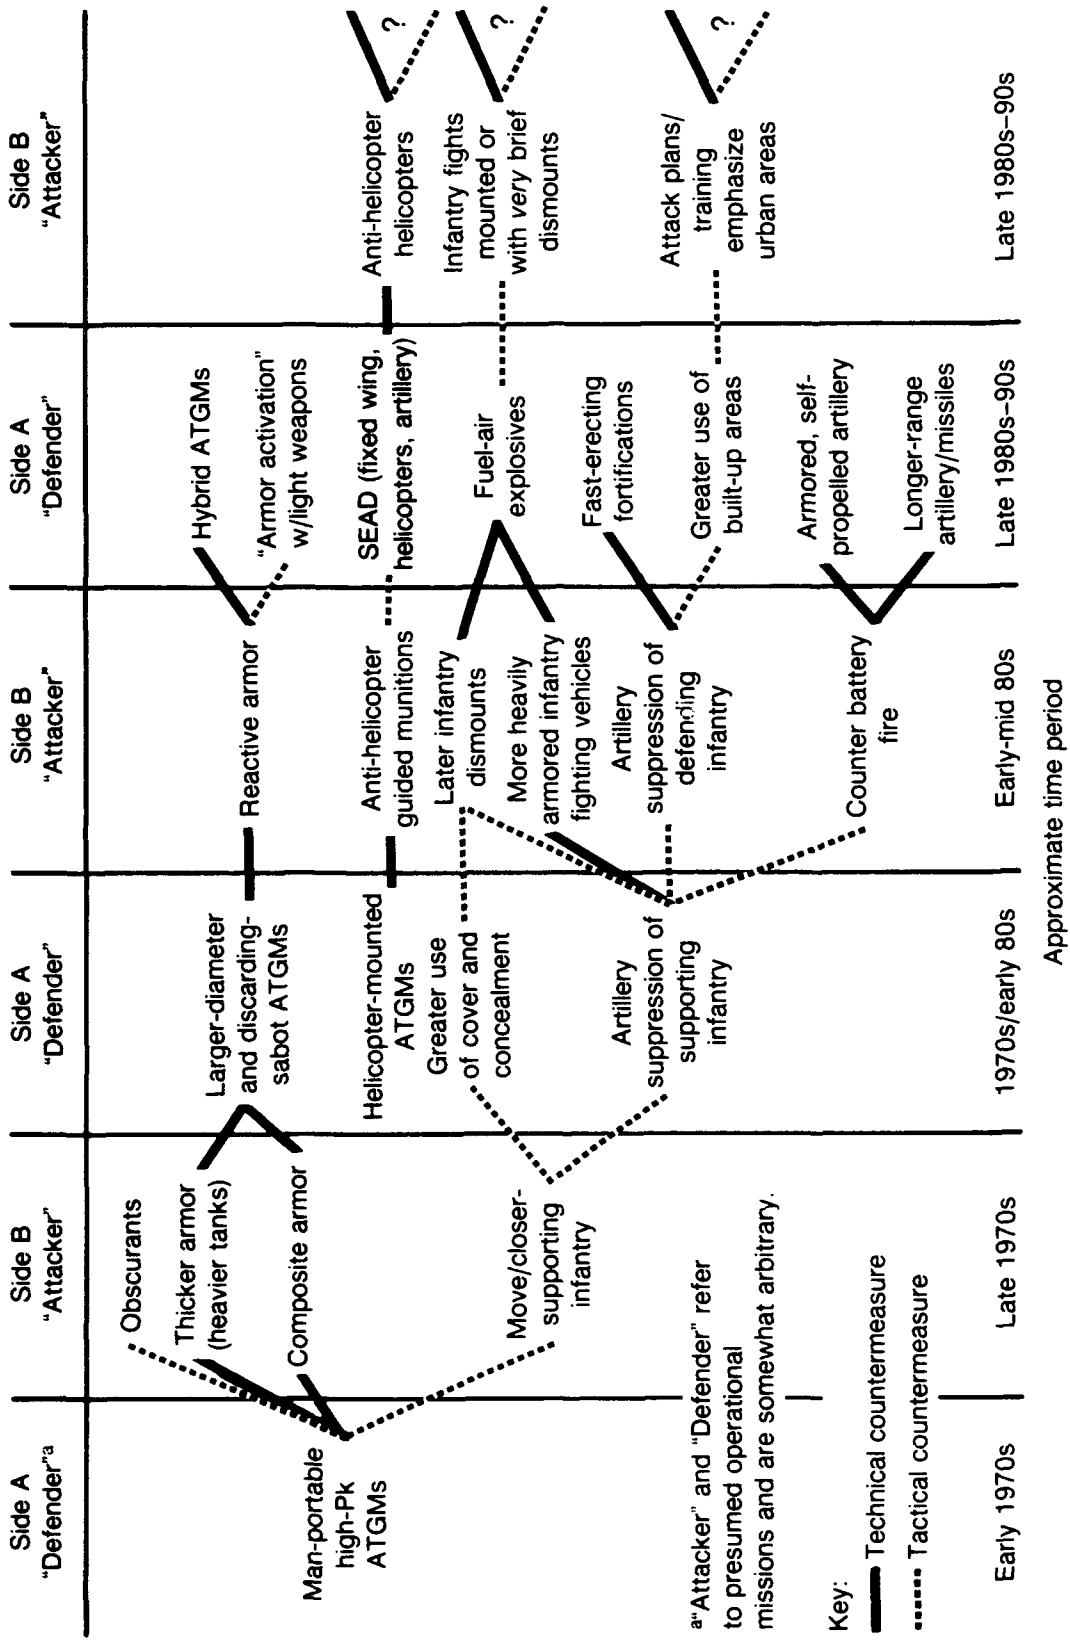 Side A
"Defender"a
Side B
"Attacker"
Side A
"Defender"
Side B
"Attacker"
Side A
"Defender"
Side B
"Attacker"
Man-portable
high-Pk
ATGMs
Obscurants
Thicker armor
(heavier tanks)
Composite armor
Move/closer-
supporting
infantry
Larger-diameter
and discarding-
sabot ATGMs
Helicopter-mounted
ATGMs
Greater use
of cover and
concealment
Artillery
suppression of
supporting
infantry
Reactive armor
Anti-helicopter
guided munitions
Later infantry
dismounts
More heavily
armored infantry
fighting vehicles
Artillery
suppression of
defending
infantry
Counter battery
fire
Hybrid ATGMs
"Armor activation"
w/light weapons
SEAD (fixed wing,
helicopters, artillery)
Fuel-air
explosives
Fast-erecting
fortifications
Greater use of
built-up areas
Armored, self-
propelled artillery
Longer-range
artillery/missiles
Anti-helicopter
helicopters
?
Infantry fights
mounted or
with very brief
dismounts
?
Attack plans/
training
emphasize
urban areas
?
a"Attacker" and "Defender" refer
to presumed operational
missions and are somewhat arbitrary.
Key:
Technical countermeasure
Tactical countermeasure
Early 1970s
Late 1970s
1970s/early 80s
Early-mid 80s
Late 1980s–90s
Late 1980s–90s
Approximate time period